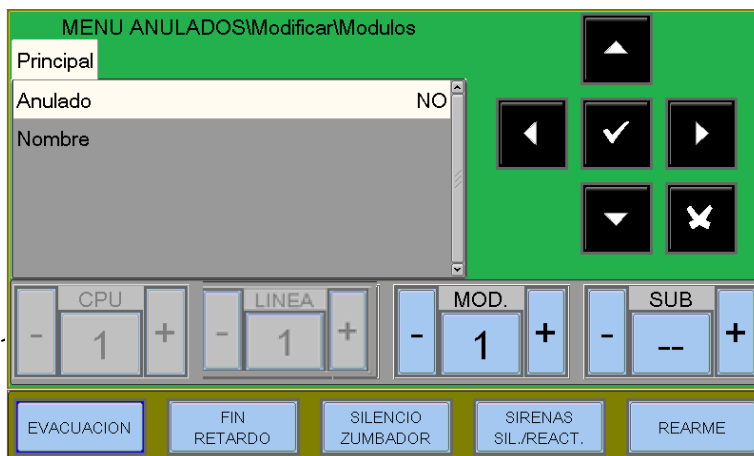 MENU ANULADOS\Modificar\Modulos
Principal
Anulado NO
Nombre
CPU LINEA MOD. SUB
- 1 + - 1 + - 1 + - -- +
EVACUACION
FIN
RETARDO
SILENCIO
ZUMBADOR
SIRENAS
SIL./REACT.
REARME